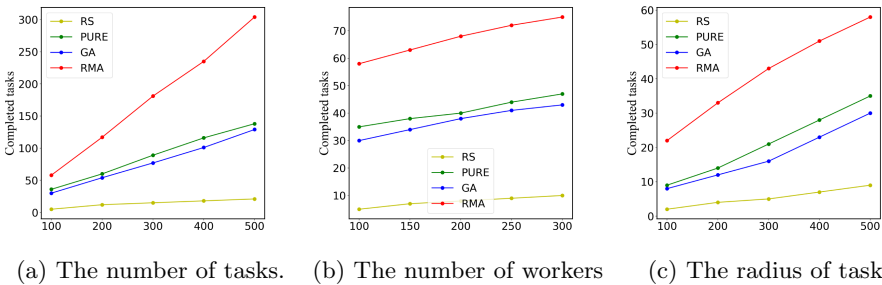 300
250
200
150
100
50
0
Completed tasks
RS
PURE
GA
RMA
100 200 300 400 500
(a) The number of tasks.
70
60
50
40
30
20
10
Completed tasks
RS
PURE
GA
RMA
100 150 200 250 300
(b) The number of workers
60
50
40
30
20
10
0
Completed tasks
RS
PURE
GA
RMA
100 200 300 400 500
(c) The radius of task